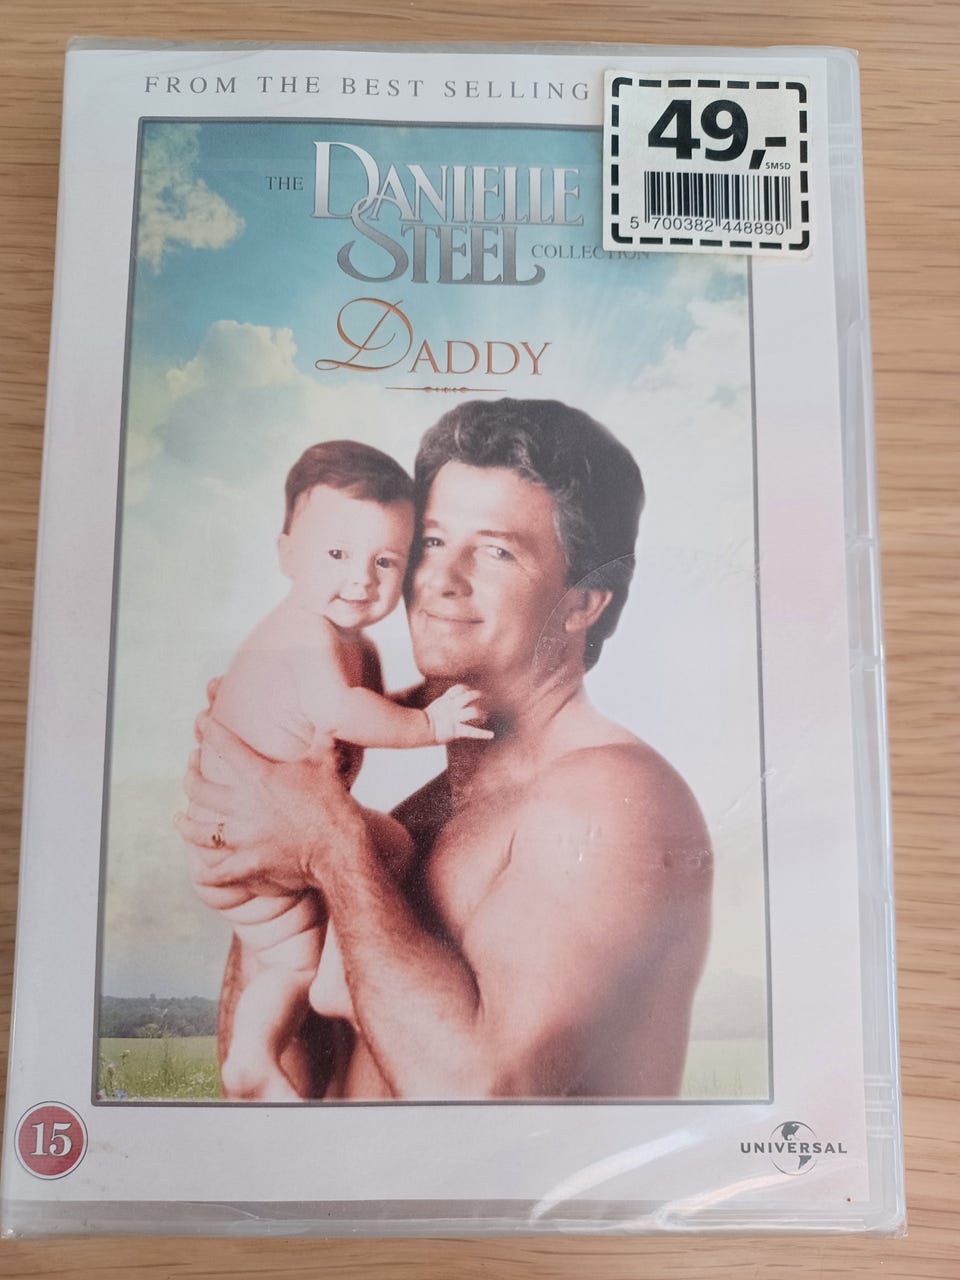 FROM THE BEST SELLING
49,-
SMSD
5 700382 448890
THE DANIELLE
STEEL COLLECTION
DADDY
15
UNIVERSAL